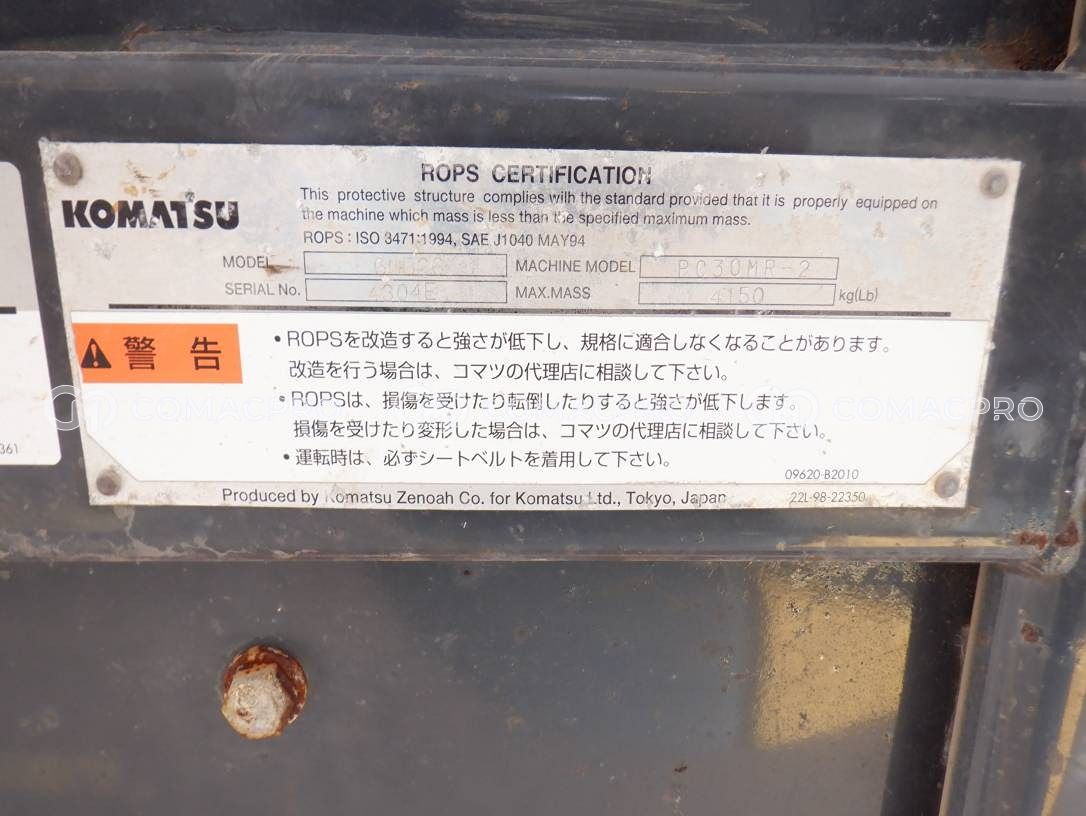 KOMATSU
ROPS CERTIFICATION
This protective structure complies with the standard provided that it is properly equipped on
the machine which mass is less than the specified maximum mass.
ROPS : ISO 3471:1994, SAE J1040 MAY94
MODEL
MACHINE MODEL PC30MR-2
SERIAL No.
MAX.MASS 4150 kg(Lb)
警告
•ROPSを改造すると強さが低下し、規格に適合しなくなることがあります。
改造を行う場合は、コマツの代理店に相談して下さい。
•ROPSは、損傷を受けたり転倒したりすると強さが低下します。
損傷を受けたり変形した場合は、コマツの代理店に相談して下さい。
•運転時は、必ずシートベルトを着用して下さい。
09620-B2010
Produced by Komatsu Zenoah Co. for Komatsu Ltd., Tokyo, Japan
22L-98-22350
361
COMACPRO
COMACPRO